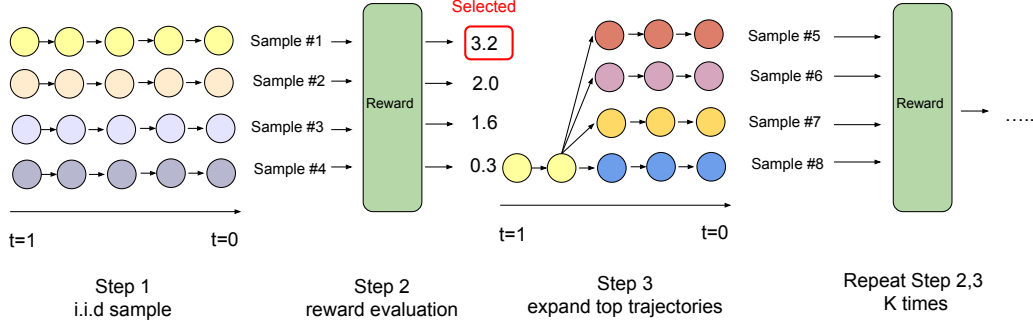 Selected
Sample #1
3.2
Sample #2
2.0
Reward
Sample #3
1.6
Sample #4
0.3
t=1
t=0
Sample #5
Sample #6
Reward
Sample #7
Sample #8
.....
t=1
t=0
Step 1
i.i.d sample
Step 2
reward evaluation
Step 3
expand top trajectories
Repeat Step 2,3
K times